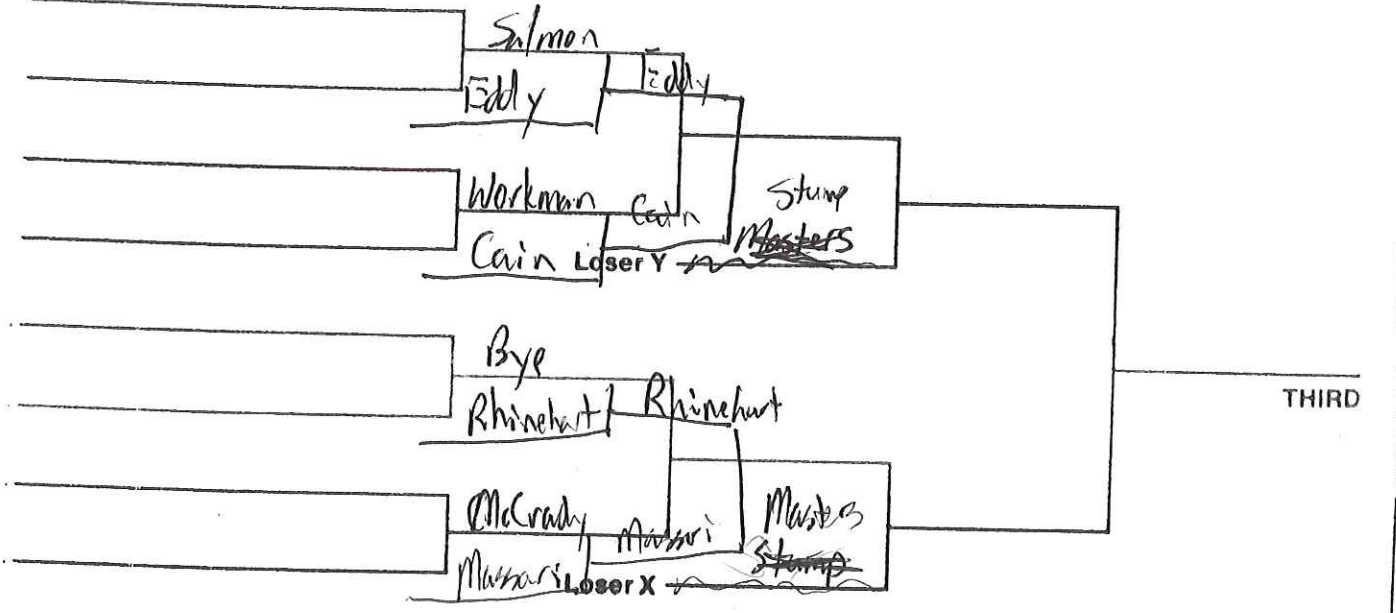 Salmon
Eddy
Eddy
Workman
Cain
Stump
Masters
Cain Loser Y
Bye
Rhinehart
Rhinehart
THIRD
McCrady
Massari
Masters
Stump
Massari Loser X